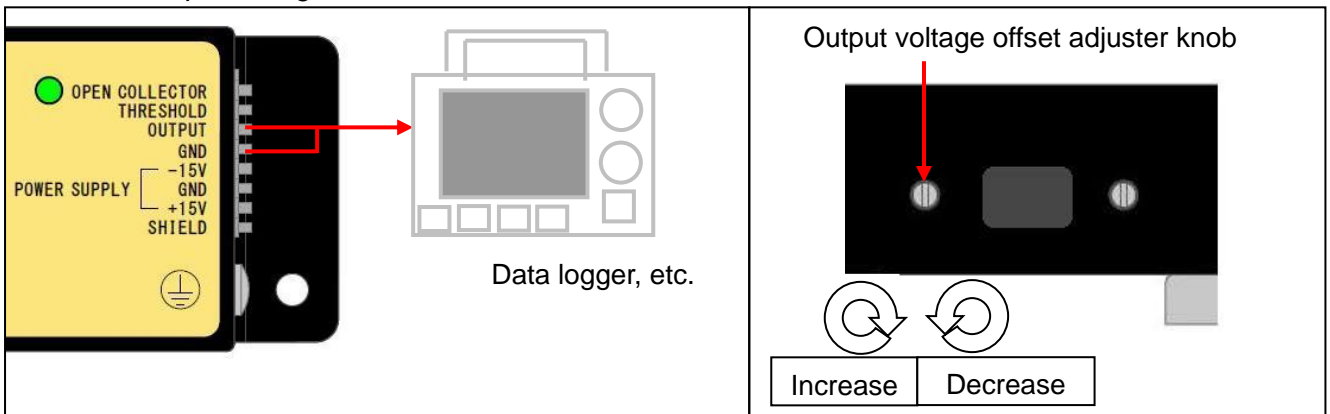 OPEN COLLECTOR
THRESHOLD
OUTPUT
GND
-15V
POWER SUPPLY GND
+15V
SHIELD
Data logger, etc.
Output voltage offset adjuster knob
Increase Decrease